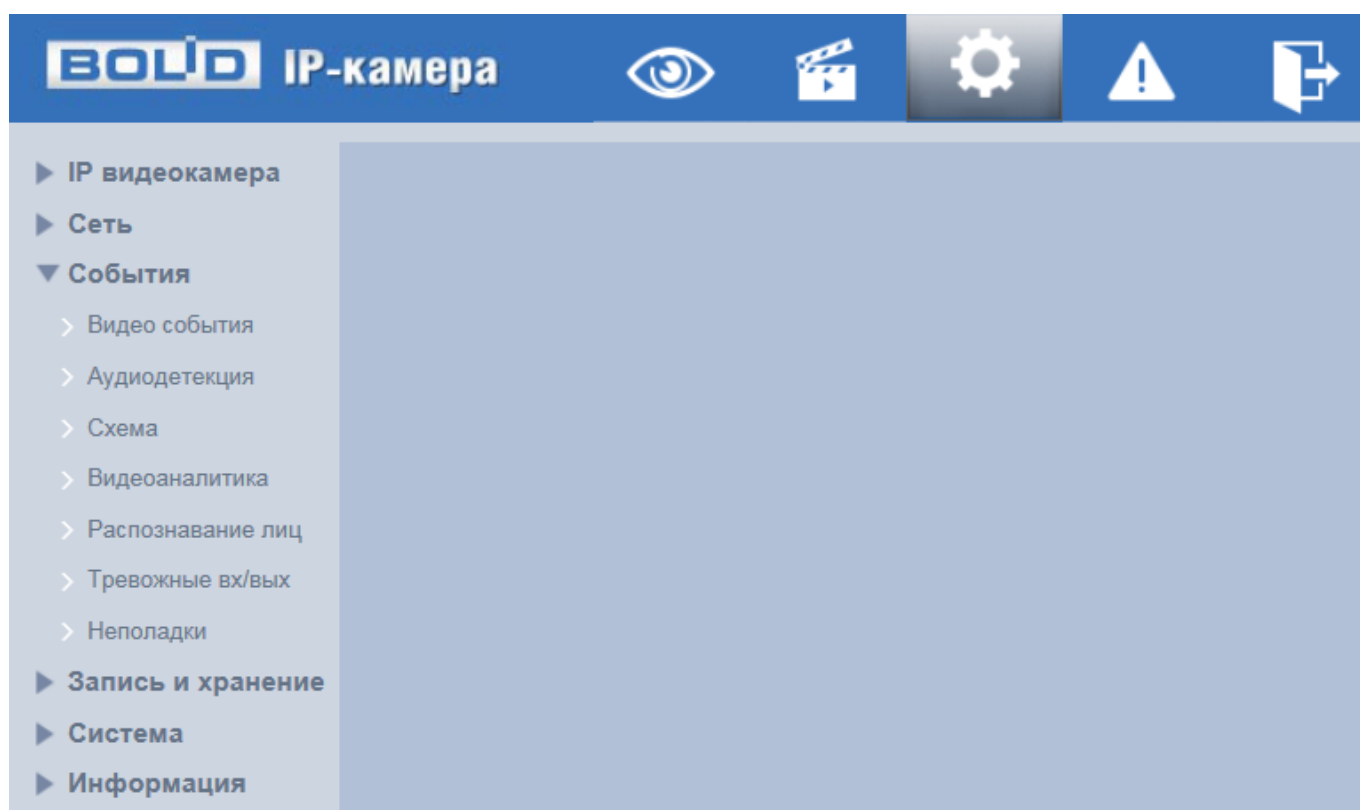 BOLID IP-камера
IP видеокамера
Сеть
События
Видео события
Аудиодетекция
Схема
Видеоаналитика
Распознавание лиц
Тревожные вх/вых
Неполадки
Запись и хранение
Система
Информация